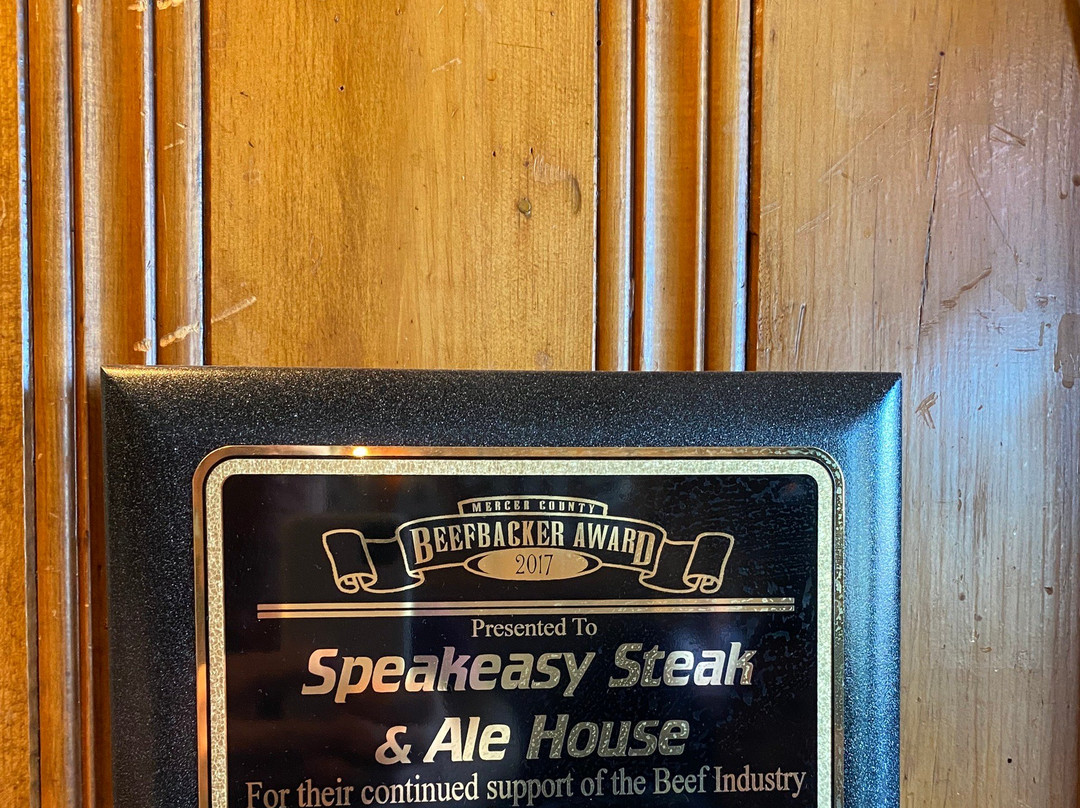 MERCER COUNTY
BEEFBACKER AWARD
2017
Presented To
Speakeasy Steak
& Ale House
For their continued support of the Beef Industry